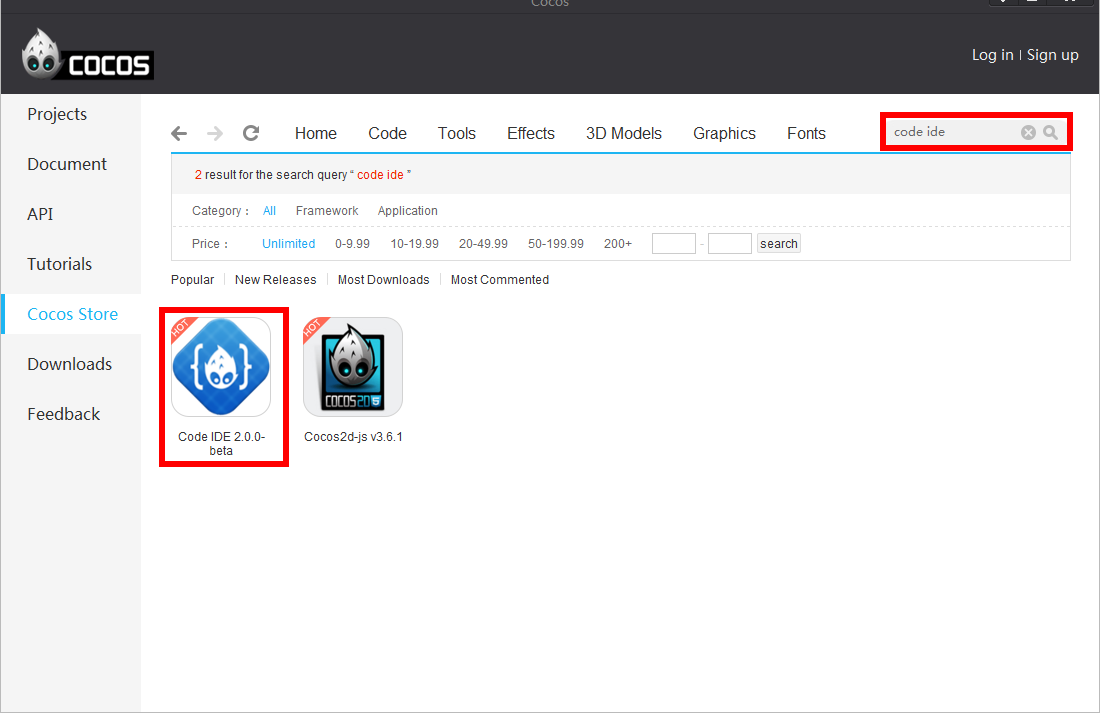 Cocos
COCOS
Log in | Sign up
Projects
Document
API
Tutorials
Cocos Store
Downloads
Feedback
Home Code Tools Effects 3D Models Graphics Fonts
code ide
2 result for the search query “ code ide ”
Category : All Framework Application
Price : Unlimited 0-9.99 10-19.99 20-49.99 50-199.99 200+ - search
Popular New Releases Most Downloads Most Commented
HOT
Code IDE 2.0.0-
beta
HOT
COCOS2D 5
Cocos2d-js v3.6.1